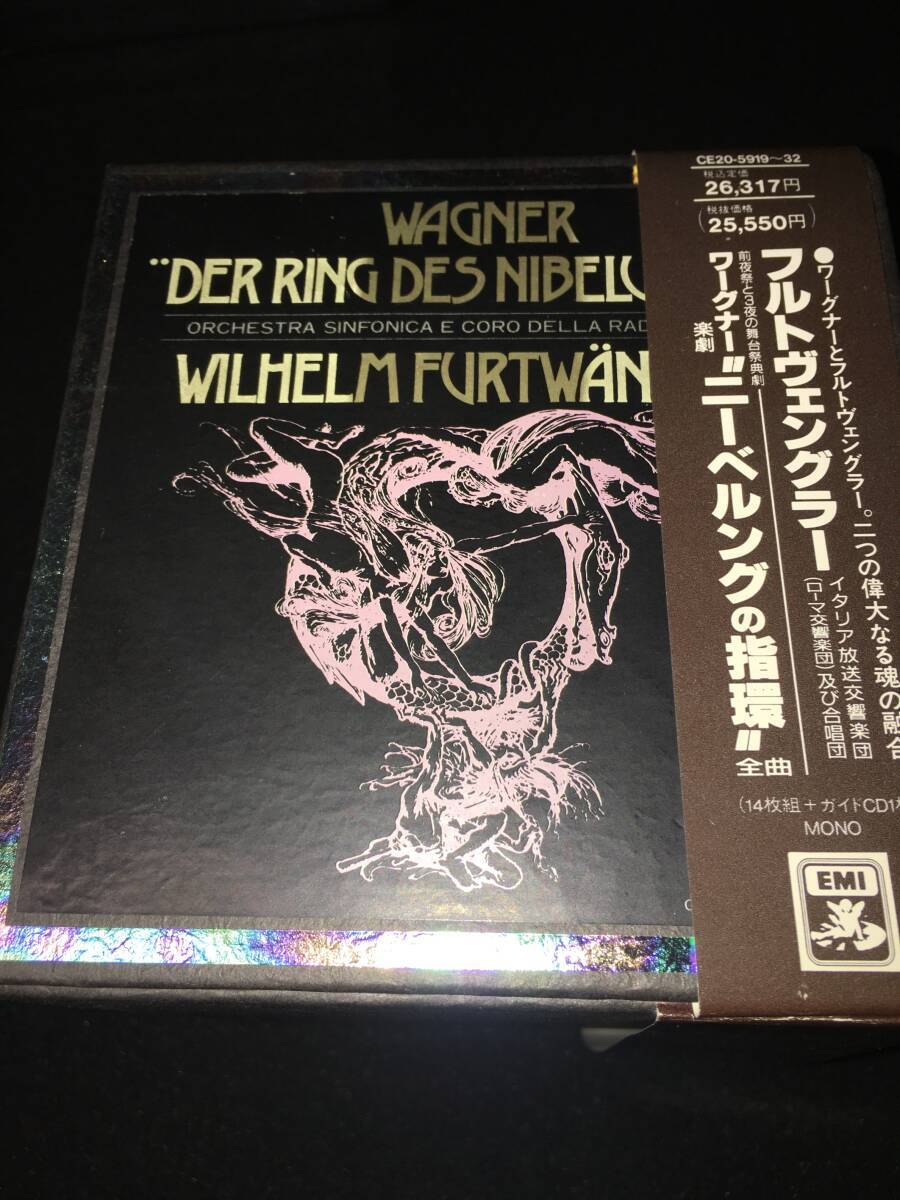 WAGNER
"DER RING DES NIBELU
ORCHESTRA SINFONICA E CORO DELLA RAD
WILHELM FURTWÄN
CE20-5919〜32
税込定価
26,317円
(税抜価格
25,550円)
●ワーグナーとフルトヴェングラー。二つの偉大なる魂の融合
フルトヴェングラー
イタリア放送交響楽団
(ローマ交響楽団)及び合唱団
前夜祭と3夜の舞台祭典劇
ワーグナー
楽劇
"ニーベルングの指環"
全曲
(14枚組+ガイドCD1枚
MONO
EMI